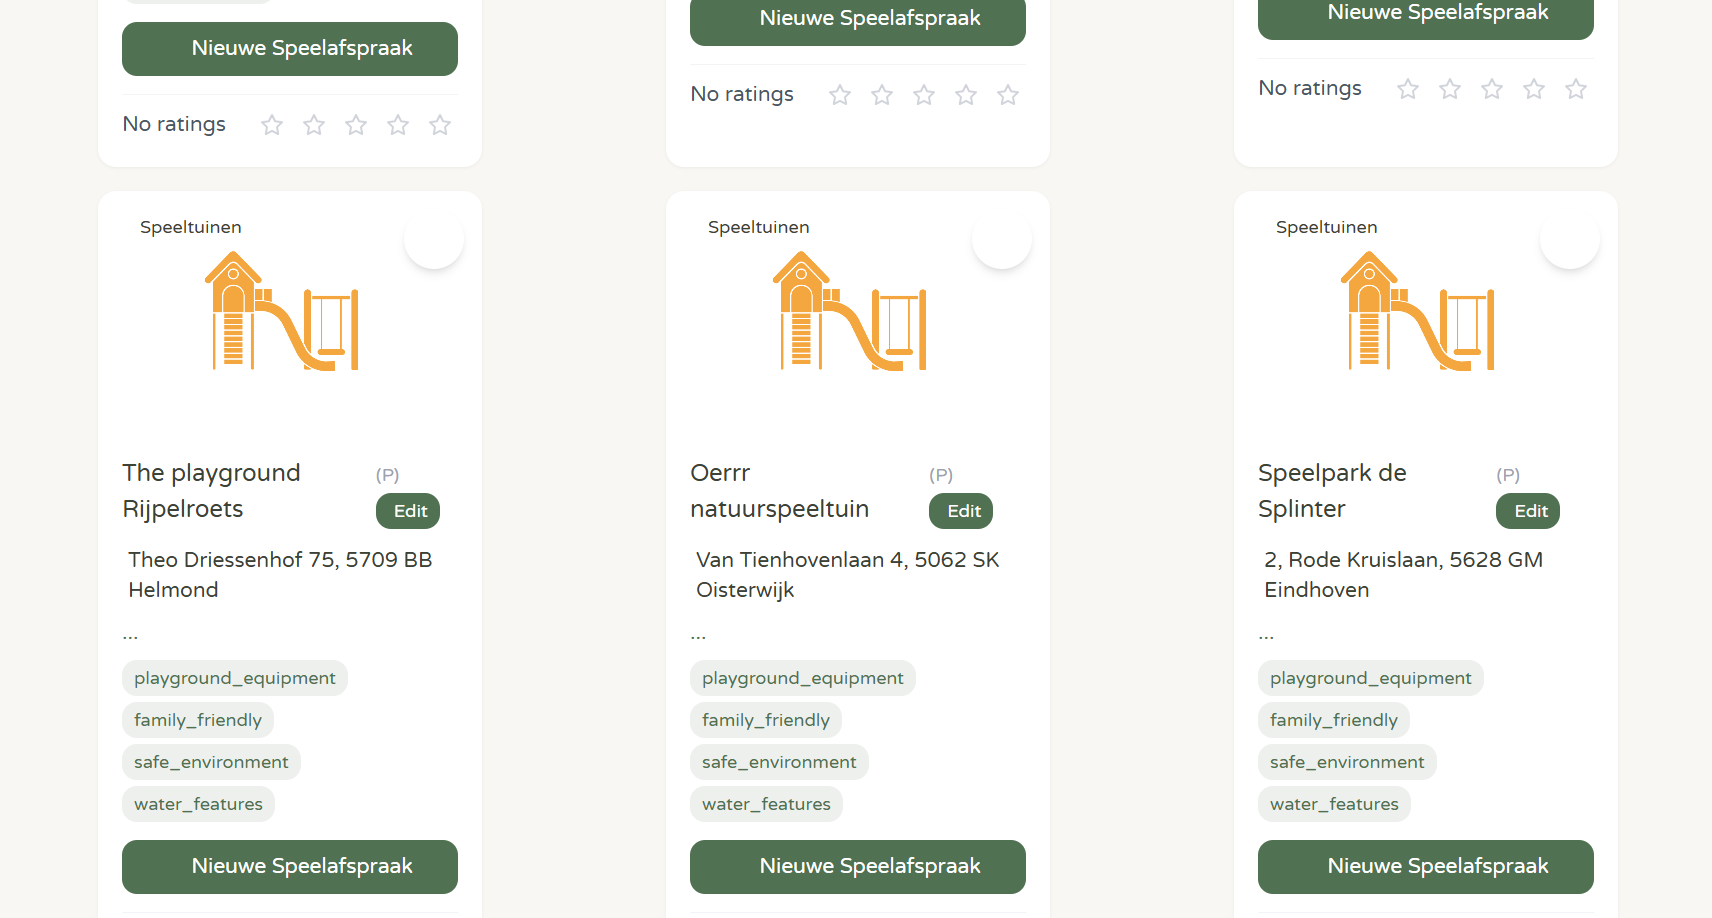 Nieuwe Speelafspraak
No ratings
Nieuwe Speelafspraak
No ratings
Nieuwe Speelafspraak
No ratings
Speeltuinen
The playground
Rijpelroets
(P)
Edit
Theo Driessenhof 75, 5709 BB
Helmond
...
playground_equipment
family_friendly
safe_environment
water_features
Nieuwe Speelafspraak
Speeltuinen
Oerrr
natuurspeeltuin
(P)
Edit
Van Tienhovenlaan 4, 5062 SK
Oisterwijk
...
playground_equipment
family_friendly
safe_environment
water_features
Nieuwe Speelafspraak
Speeltuinen
Speelpark de
Splinter
(P)
Edit
2, Rode Kruislaan, 5628 GM
Eindhoven
...
playground_equipment
family_friendly
safe_environment
water_features
Nieuwe Speelafspraak